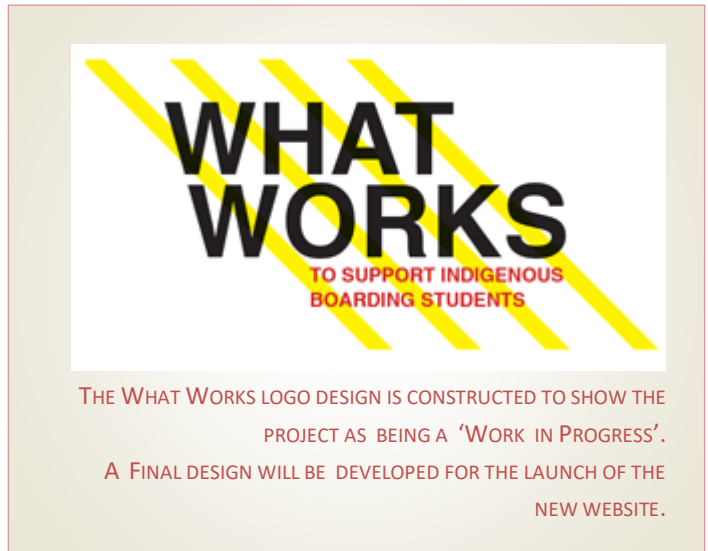 WHAT
WORKS
TO SUPPORT INDIGENOUS
BOARDING STUDENTS
THE WHAT WORKS LOGO DESIGN IS CONSTRUCTED TO SHOW THE
PROJECT AS BEING A ‘WORK IN PROGRESS’.
A FINAL DESIGN WILL BE DEVELOPED FOR THE LAUNCH OF THE
NEW WEBSITE.